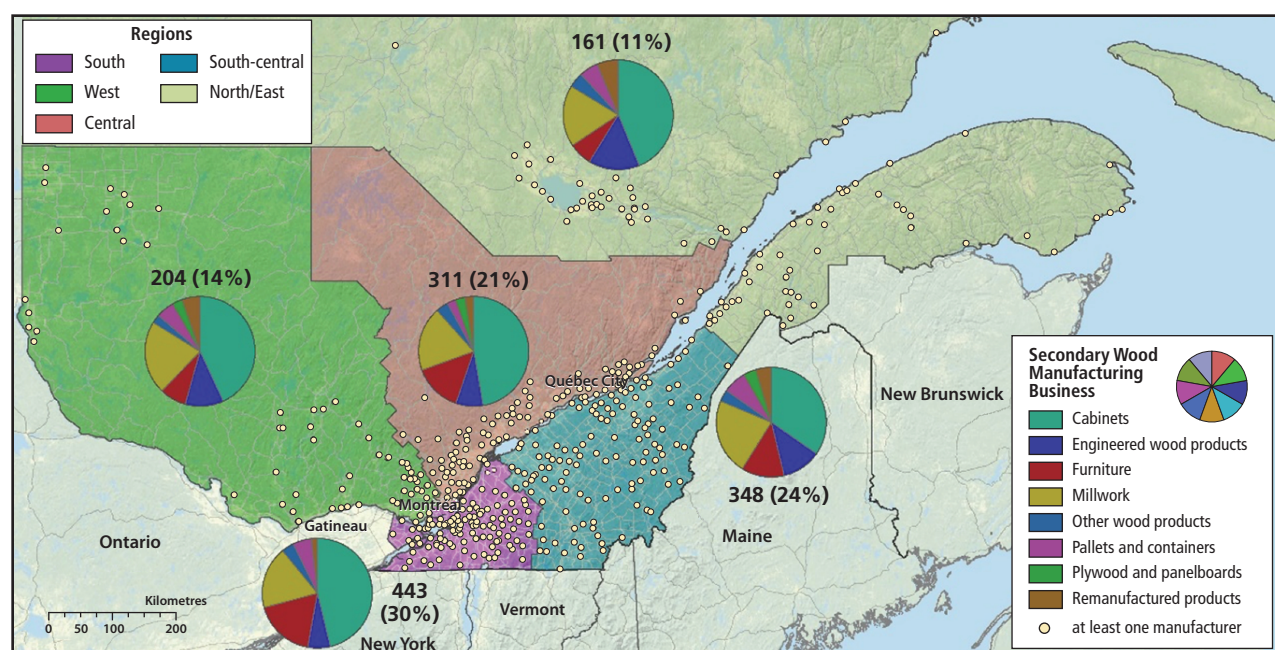 Regions
South
South-central
West
North/East
Central
161 (11%)
204 (14%)
311 (21%)
Québec City
348 (24%)
Montréal
Gatineau
443
(30%)
Ontario
New York
Vermont
Maine
New Brunswick
Kilometres
0 50 100 200
Secondary Wood
Manufacturing
Business
Cabinets
Engineered wood products
Furniture
Millwork
Other wood products
Pallets and containers
Plywood and panelboards
Remanufactured products
at least one manufacturer